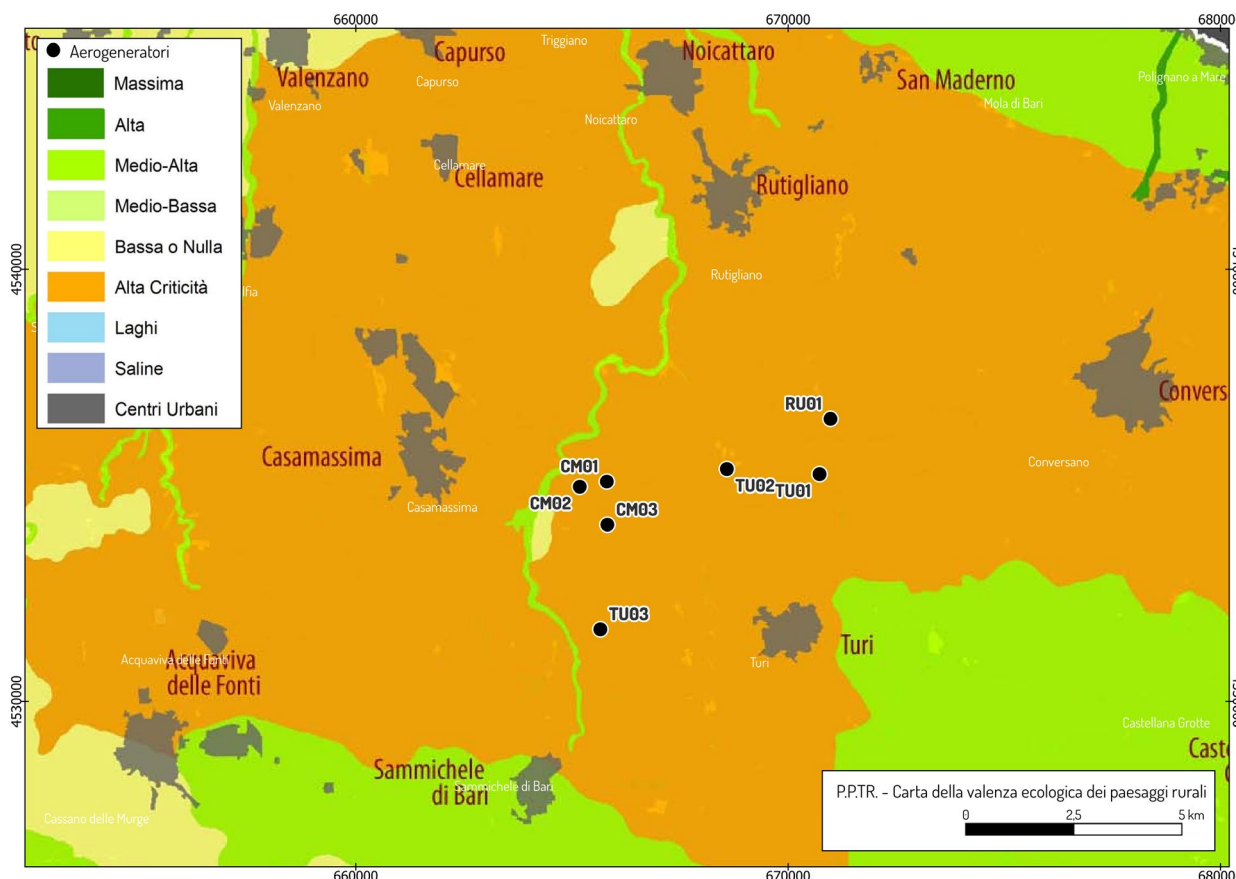 660000
670000
68000
to
Aerogeneratori
Massima
Alta
Medio-Alta
Medio-Bassa
Bassa o Nulla
Alta Criticità
Laghi
Saline
Centri Urbani
Valenzano
Valenzano
Capurso
Capurso
Triggiano
Noicattaro
Noicattaro
San Maderno
Mola di Bari
Polignano a Mare
Cellamare
Cellamare
Rutigliano
Rutigliano
4540000
lfia
S
Convers
Conversano
Casamassima
Casamassima
RU01
CM01
CM02
CM03
TU02
TU01
TU03
Turi
Turi
Acquaviva delle Fonti
Acquaviva
delle Fonti
4530000
Castellana Grotte
Caste
Sammichele
di Bari
Sammichele di Bari
Cassano delle Murge
P.P.TR. - Carta della valenza ecologica dei paesaggi rurali
0
2,5
5 km
660000
670000
68000